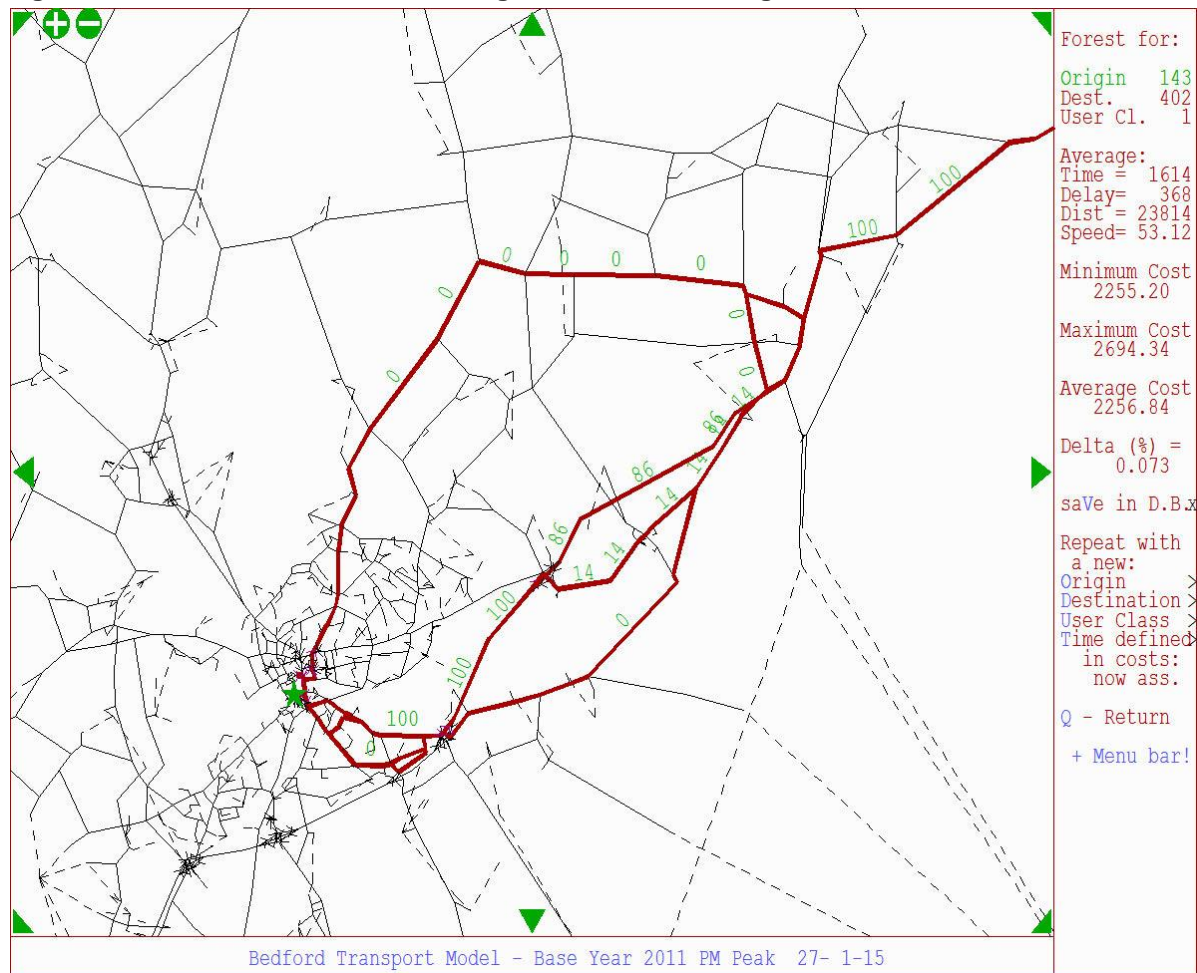 Forest for:
Origin 143
Dest. 402
User Cl. 1
Average:
Time = 1614
Delay= 368
Dist = 23814
Speed= 53.12
Minimum Cost
2255.20
Maximum Cost
2694.34
Average Cost
2256.84
Delta (%) =
0.073
saVe in D.B.x
Repeat with
a new:
Origin >
Destination >
User Class >
Time defined>
in costs:
now ass.
Q - Return
+ Menu bar!
100
100
0
0
0
0
0
0
0
0
14
86
14
86
14
86
14
14
100
0
100
100
0
Bedford Transport Model - Base Year 2011 PM Peak 27- 1-15